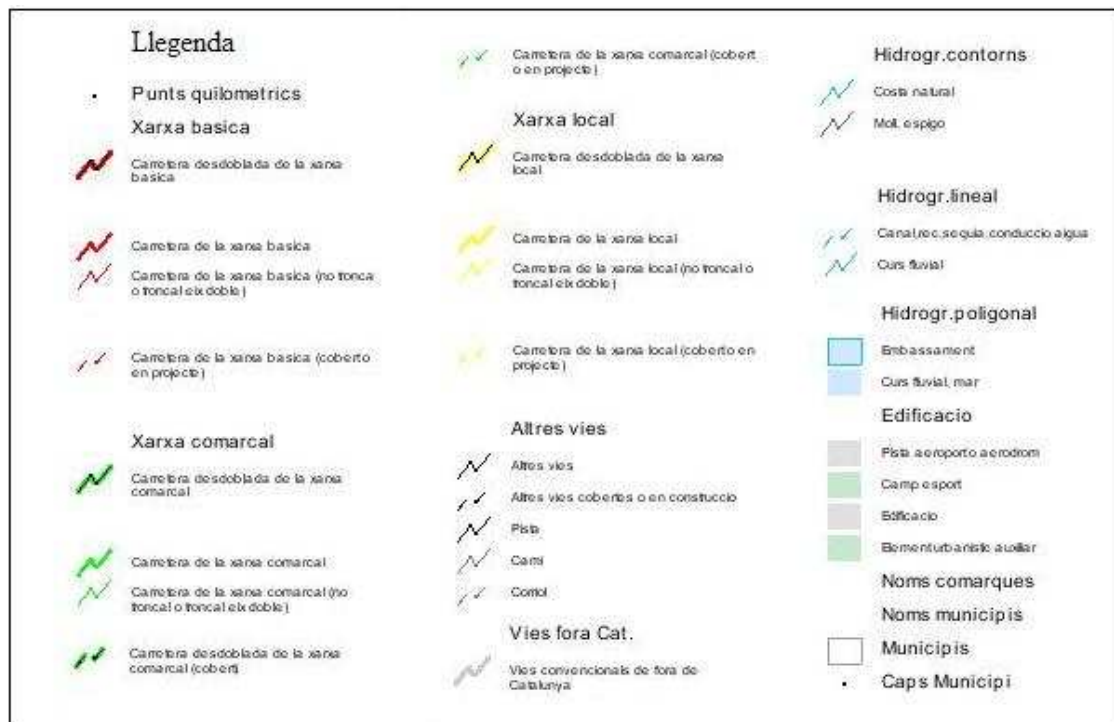 Llegenda
Punts quilometrics
Xarxa basica
Carretera desdoblada de la xarxa
basica
Carretera de la xarxa basica
Carretera de la xarxa basica (no tronca
o troncal eix doble)
Carretera de la xarxa basica (coberto
en projecte)
Xarxa comarcal
Carretera desdoblada de la xarxa
comarcal
Carretera de la xarxa comarcal
Carretera de la xarxa comarcal (no
troncal o troncal eix doble)
Carretera desdoblada de la xarxa
comarcal (coberti
Carretera de la xarxa comarcal (cobert
o en projecte)
Xarxa local
Carretera desdoblada de la xarxa
local
Carretera de la xarxa local
Carretera de la xarxa local (no troncal o
troncal eix doble)
Carretera de la xarxa local (coberto en
projecte)
Altres vies
Altres vies
Altres vies cobertes o en construccio
Pista
Cami
Corriol
Vies fora Cat.
Vies convencionals de fora de
Catalunya
Hidrogr.contorns
Costa natural
Moll, espigo
Hidrogr.lineal
Canal,rec,sequia,conduccio aigua
Curs fluvial
Hidrogr.poligonal
Embassament
Curs fluvial, mar
Edificacio
Pista aeroporto aerodrom
Camp esport
Edificacio
Element urbanistic auxiliar
Noms comarques
Noms municipis
Municipis
Caps Municipi